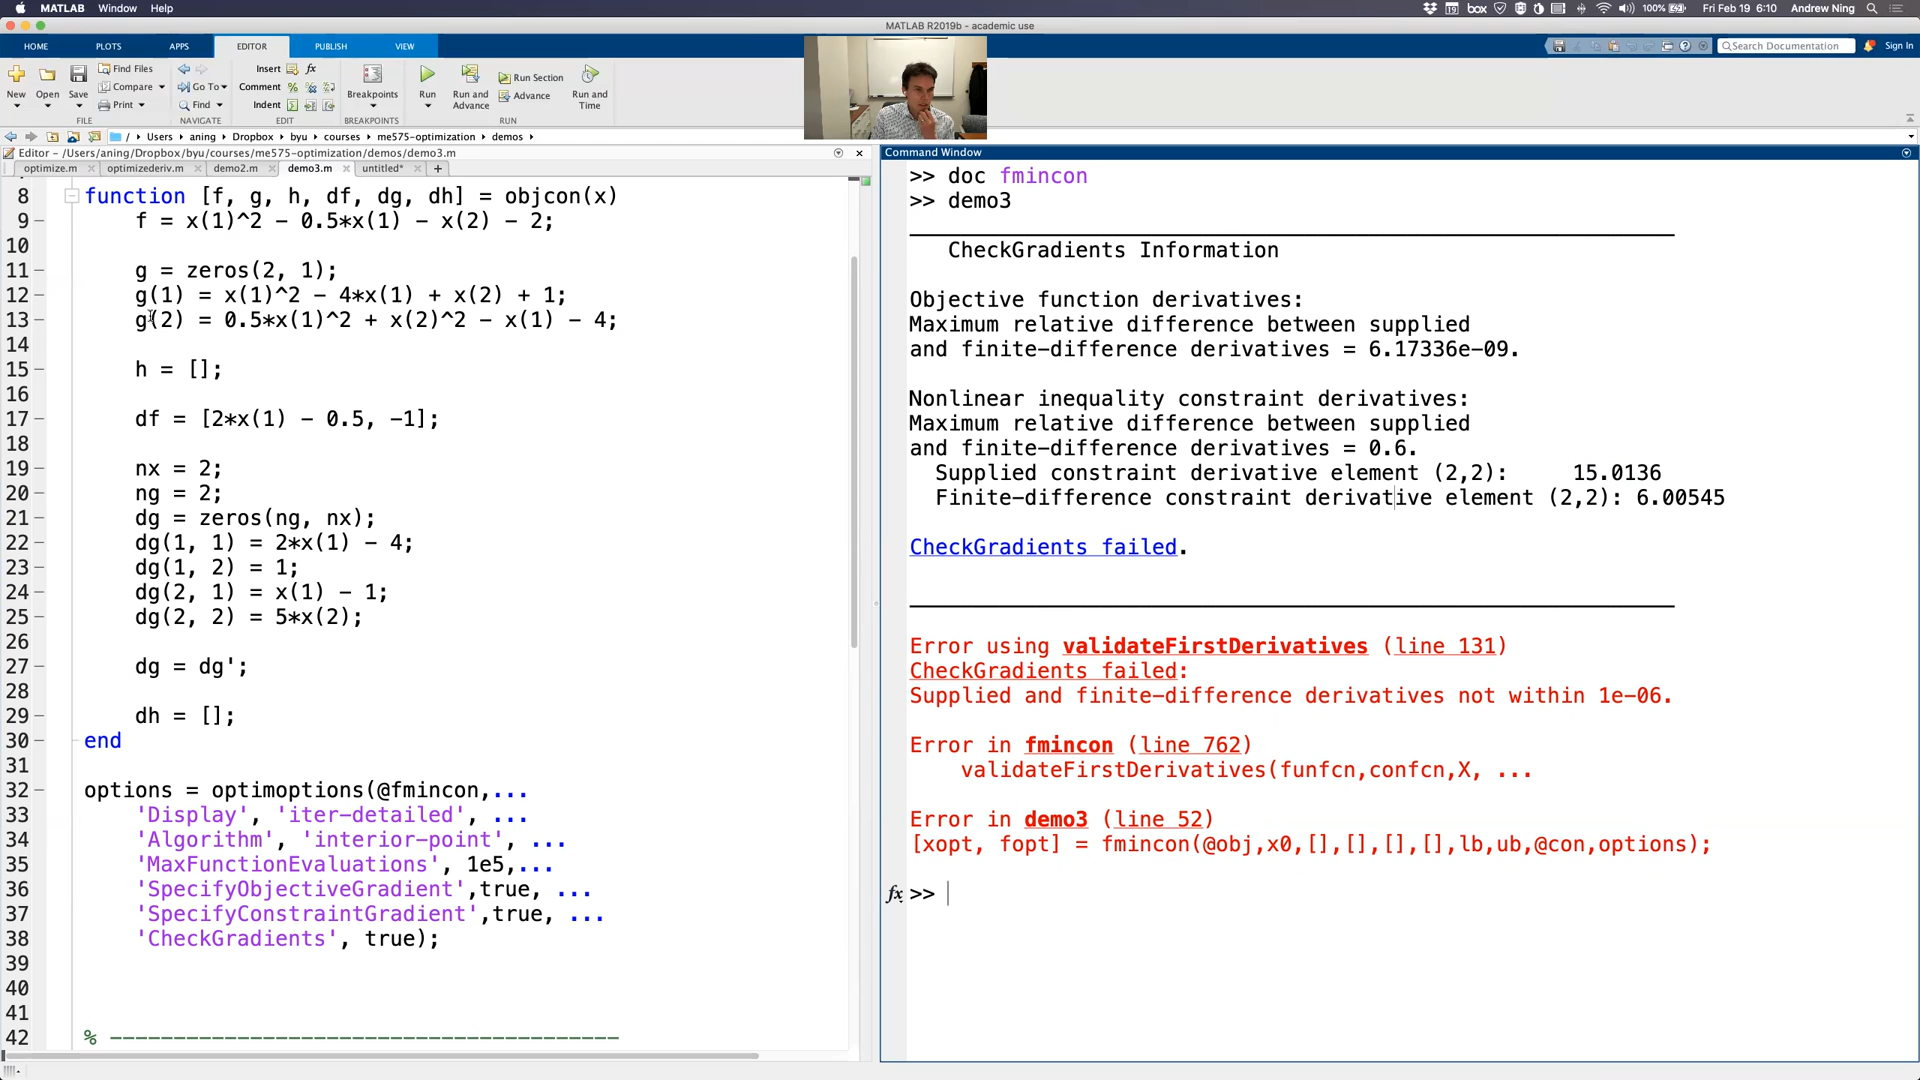 MATLAB Window Help
19 box 100% Fri Feb 19 6:10 Andrew Ning
MATLAB R2019b - academic use
HOME PLOTS APPS EDITOR PUBLISH VIEW
Search Documentation Sign In
New Open Save Find Files Compare Print Go To Find Insert Comment Indent fx Breakpoints Run Run and Advance Run Section Advance Run and Time
FILE NAVIGATE EDIT BREAKPOINTS RUN
/ Users aning Dropbox byu courses me575-optimization demos
Editor - /Users/aning/Dropbox/byu/courses/me575-optimization/demos/demo3.m
optimize.m optimizederiv.m demo2.m demo3.m untitled*
8 function [f, g, h, df, dg, dh] = objcon(x)
9 f = x(1)^2 - 0.5*x(1) - x(2) - 2;
10
11 g = zeros(2, 1);
12 g(1) = x(1)^2 - 4*x(1) + x(2) + 1;
13 g(2) = 0.5*x(1)^2 + x(2)^2 - x(1) - 4;
14
15 h = [];
16
17 df = [2*x(1) - 0.5, -1];
18
19 nx = 2;
20 ng = 2;
21 dg = zeros(ng, nx);
22 dg(1, 1) = 2*x(1) - 4;
23 dg(1, 2) = 1;
24 dg(2, 1) = x(1) - 1;
25 dg(2, 2) = 5*x(2);
26
27 dg = dg';
28
29 dh = [];
30 end
31
32 options = optimoptions(@fmincon,...
33 'Display', 'iter-detailed', ...
34 'Algorithm', 'interior-point', ...
35 'MaxFunctionEvaluations', 1e5,...
36 'SpecifyObjectiveGradient',true, ...
37 'SpecifyConstraintGradient',true, ...
38 'CheckGradients', true);
39
40
41
42 % ----------------------------------------
Command Window
>> doc fmincon
>> demo3
____________________________________________________________
CheckGradients Information
Objective function derivatives:
Maximum relative difference between supplied
and finite-difference derivatives = 6.17336e-09.
Nonlinear inequality constraint derivatives:
Maximum relative difference between supplied
and finite-difference derivatives = 0.6.
Supplied constraint derivative element (2,2): 15.0136
Finite-difference constraint derivative element (2,2): 6.00545
CheckGradients failed.
____________________________________________________________
Error using validateFirstDerivatives (line 131)
CheckGradients failed:
Supplied and finite-difference derivatives not within 1e-06.
Error in fmincon (line 762)
validateFirstDerivatives(funfcn,confcn,X, ...
Error in demo3 (line 52)
[xopt, fopt] = fmincon(@obj,x0,[],[],[],[],lb,ub,@con,options);
fx >>